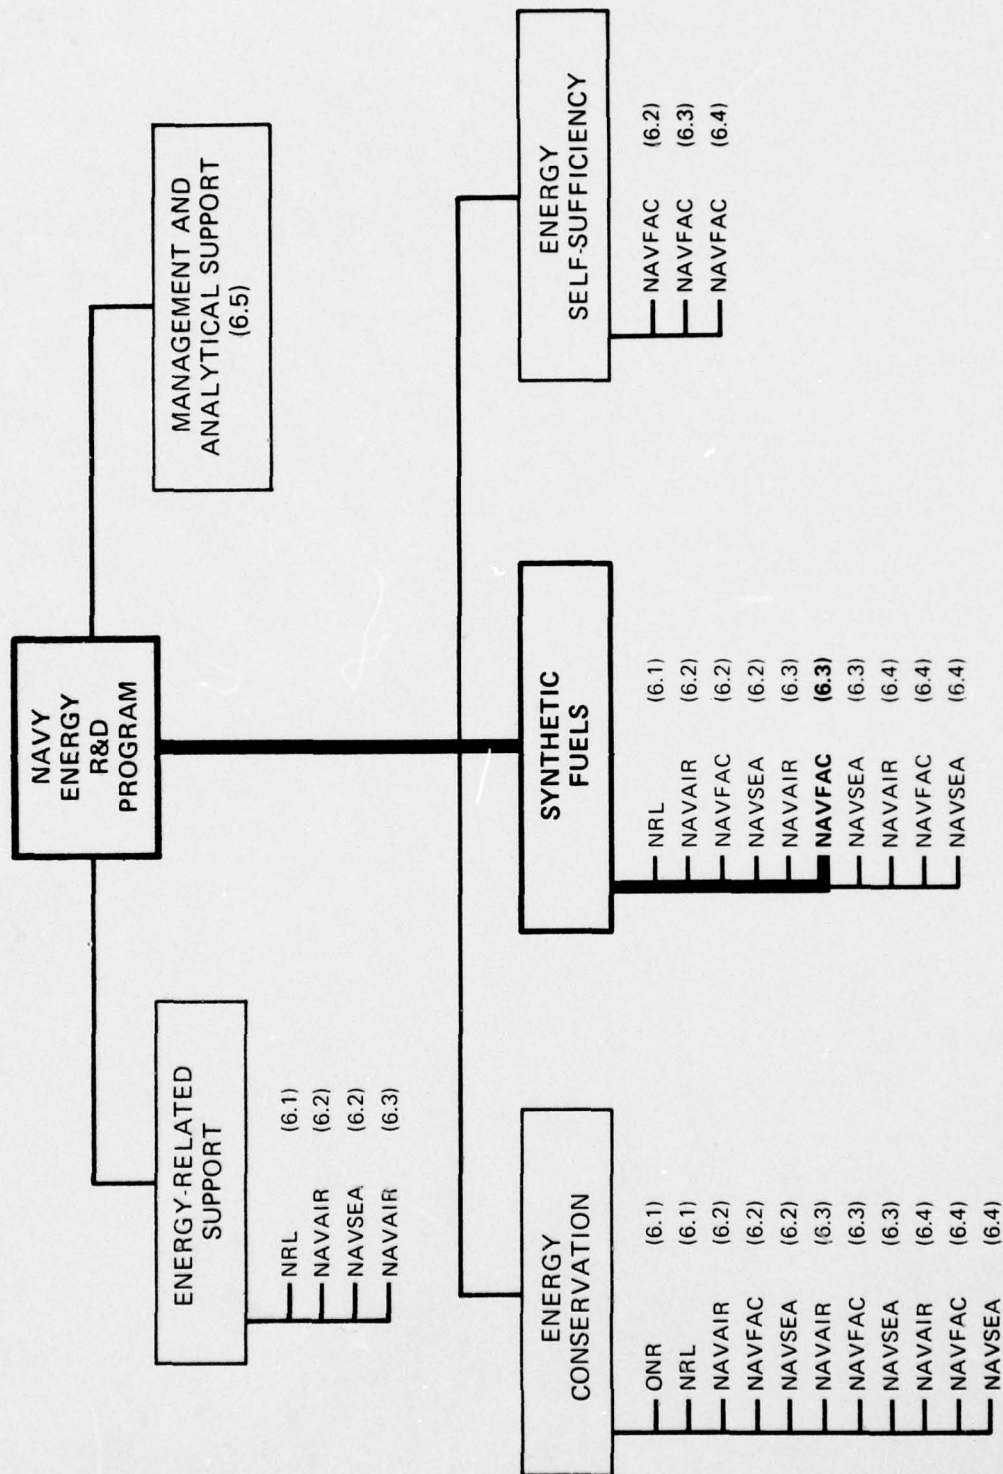 NAVY
ENERGY
R&D
PROGRAM
ENERGY-RELATED
SUPPORT
NRL (6.1)
NAVAIR (6.2)
NAVSEA (6.2)
NAVAIR (6.3)
MANAGEMENT AND
ANALYTICAL SUPPORT
(6.5)
ENERGY
CONSERVATION
ONR (6.1)
NRL (6.1)
NAVAIR (6.2)
NAVFAC (6.2)
NAVSEA (6.2)
NAVAIR (6.3)
NAVFAC (6.3)
NAVSEA (6.3)
NAVAIR (6.4)
NAVFAC (6.4)
NAVSEA (6.4)
SYNTHETIC
FUELS
NRL (6.1)
NAVAIR (6.2)
NAVFAC (6.2)
NAVSEA (6.2)
NAVAIR (6.3)
NAVFAC (6.3)
NAVSEA (6.3)
NAVAIR (6.4)
NAVFAC (6.4)
NAVSEA (6.4)
ENERGY
SELF-SUFFICIENCY
NAVFAC (6.2)
NAVFAC (6.3)
NAVFAC (6.4)